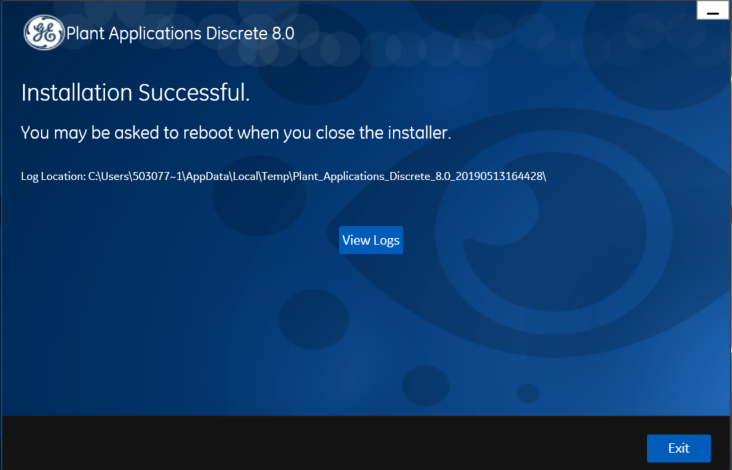 GE Plant Applications Discrete 8.0
Installation Successful.
You may be asked to reboot when you close the installer.
Log Location: C:\Users\503077~1\AppData\Local\Temp\Plant_Applications_Discrete_8.0_20190513164428\
View Logs
Exit